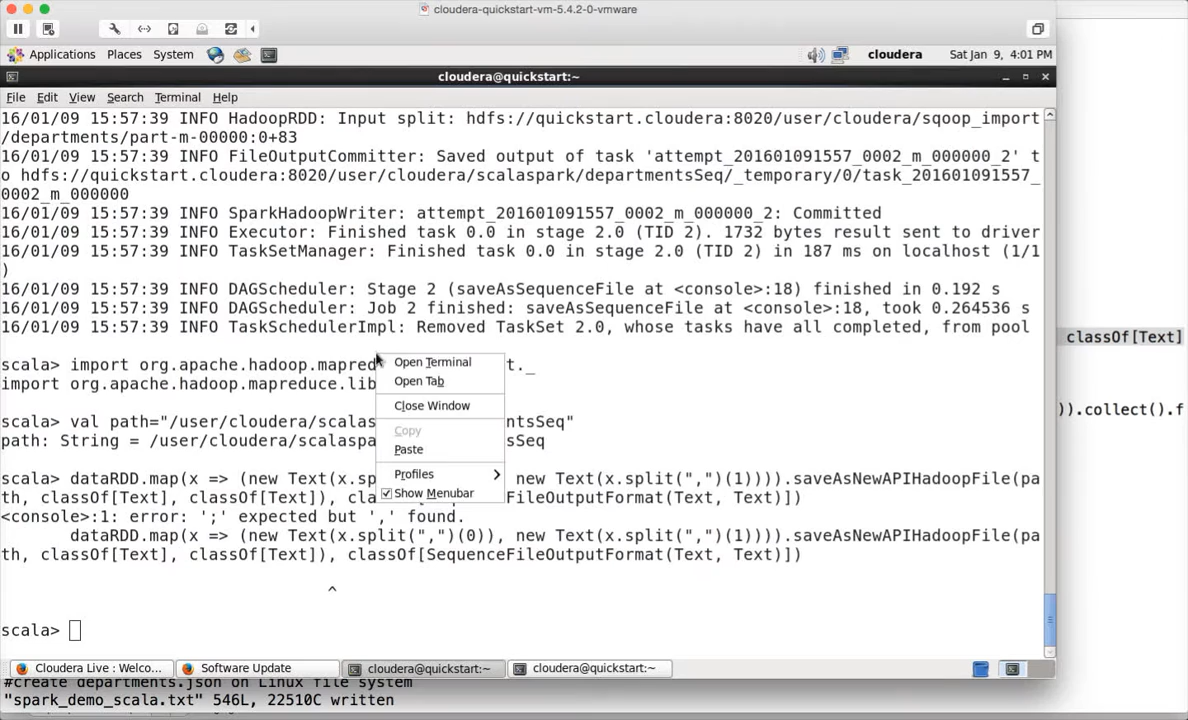 cloudera-quickstart-vm-5.4.2-0-vmware
Applications Places System cloudera Sat Jan 9, 4:01 PM
cloudera@quickstart:~
File Edit View Search Terminal Help
16/01/09 15:57:39 INFO HadoopRDD: Input split: hdfs://quickstart.cloudera:8020/user/cloudera/sqoop_import
/departments/part-m-00000:0+83
16/01/09 15:57:39 INFO FileOutputCommitter: Saved output of task 'attempt_201601091557_0002_m_000000_2' t
o hdfs://quickstart.cloudera:8020/user/cloudera/scalaspark/departmentsSeq/_temporary/0/task_201601091557_
0002_m_000000
16/01/09 15:57:39 INFO SparkHadoopWriter: attempt_201601091557_0002_m_000000_2: Committed
16/01/09 15:57:39 INFO Executor: Finished task 0.0 in stage 2.0 (TID 2). 1732 bytes result sent to driver
16/01/09 15:57:39 INFO TaskSetManager: Finished task 0.0 in stage 2.0 (TID 2) in 187 ms on localhost (1/1
)
16/01/09 15:57:39 INFO DAGScheduler: Stage 2 (saveAsSequenceFile at <console>:18) finished in 0.192 s
16/01/09 15:57:39 INFO DAGScheduler: Job 2 finished: saveAsSequenceFile at <console>:18, took 0.264536 s
16/01/09 15:57:39 INFO TaskSchedulerImpl: Removed TaskSet 2.0, whose tasks have all completed, from pool
classOf[Text]
scala> import org.apache.hadoop.mapred t._
import org.apache.hadoop.mapreduce.lib
Open Terminal
Open Tab
Close Window
Copy
Paste
Profiles
Show Menubar
)).collect().f
scala> val path="/user/cloudera/scalas ntsSeq"
path: String = /user/cloudera/scalaspa sSeq
scala> dataRDD.map(x => (new Text(x.spl new Text(x.split(",")(1)))).saveAsNewAPIHadoopFile(pa
th, classOf[Text], classOf[Text]), cla OutputFormat(Text, Text)])
<console>:1: error: ';' expected but ',' found.
dataRDD.map(x => (new Text(x.split(",")(0)), new Text(x.split(",")(1)))).saveAsNewAPIHadoopFile(pa
th, classOf[Text], classOf[Text]), classOf[SequenceFileOutputFormat(Text, Text)])
^
scala>
Cloudera Live : Welco... Software Update cloudera@quickstart:~ cloudera@quickstart:~
#create departments.json on Linux file system
"spark_demo_scala.txt" 546L, 22510C written